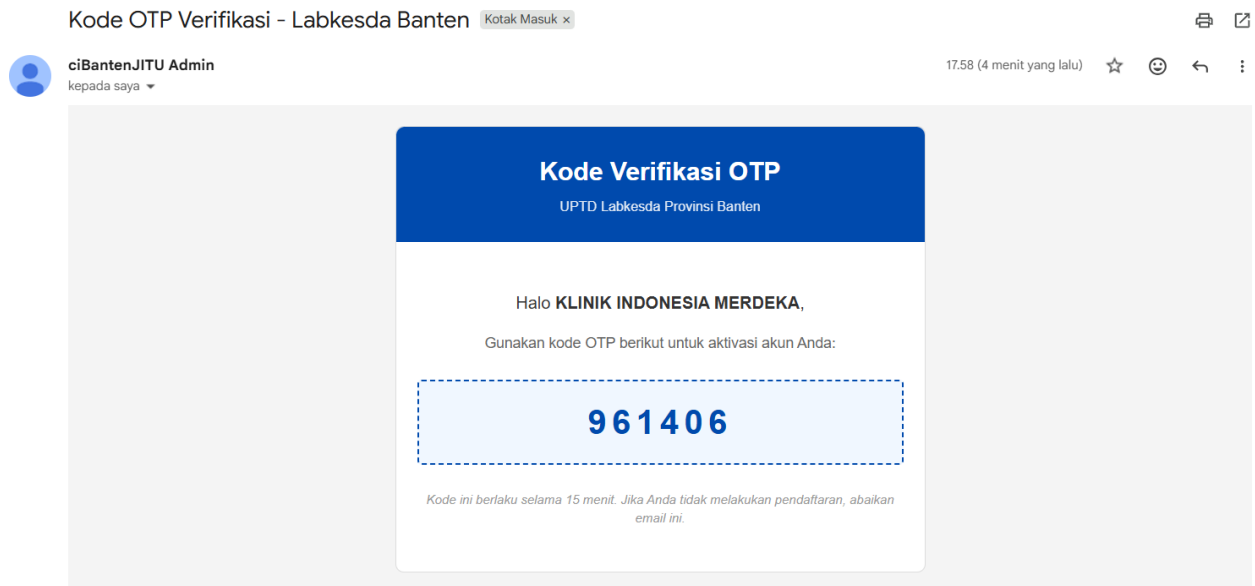 Kode OTP Verifikasi - Labkesda Banten Kotak Masuk ×
ciBantenJITU Admin 17.58 (4 menit yang lalu)
kepada saya
Kode Verifikasi OTP
UPTD Labkesda Provinsi Banten
Halo KLINIK INDONESIA MERDEKA,
Gunakan kode OTP berikut untuk aktivasi akun Anda:
961406
Kode ini berlaku selama 15 menit. Jika Anda tidak melakukan pendaftaran, abaikan
email ini.